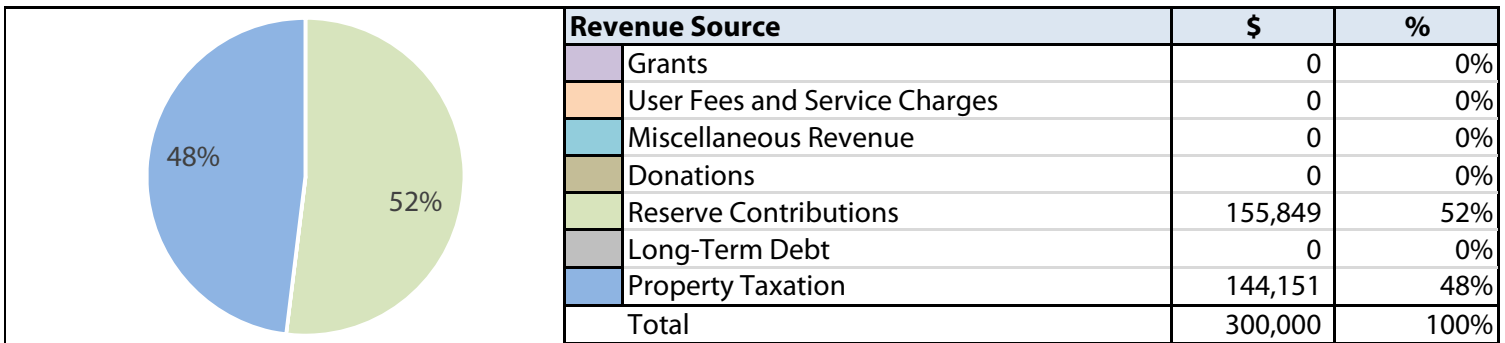 48%
52%
Revenue Source $ %
Grants 0 0%
User Fees and Service Charges 0 0%
Miscellaneous Revenue 0 0%
Donations 0 0%
Reserve Contributions 155,849 52%
Long-Term Debt 0 0%
Property Taxation 144,151 48%
Total 300,000 100%